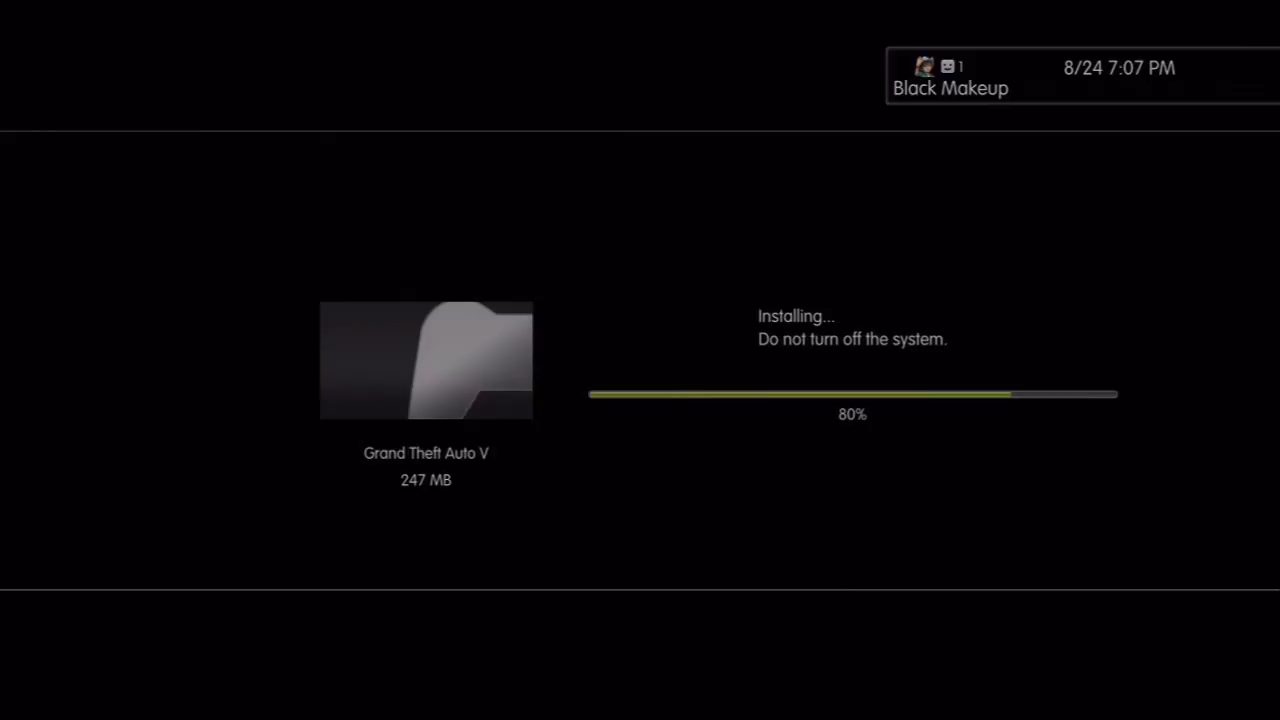 1
8/24 7:07 PM
Black Makeup
Installing...
Do not turn off the system.
80%
Grand Theft Auto V
247 MB